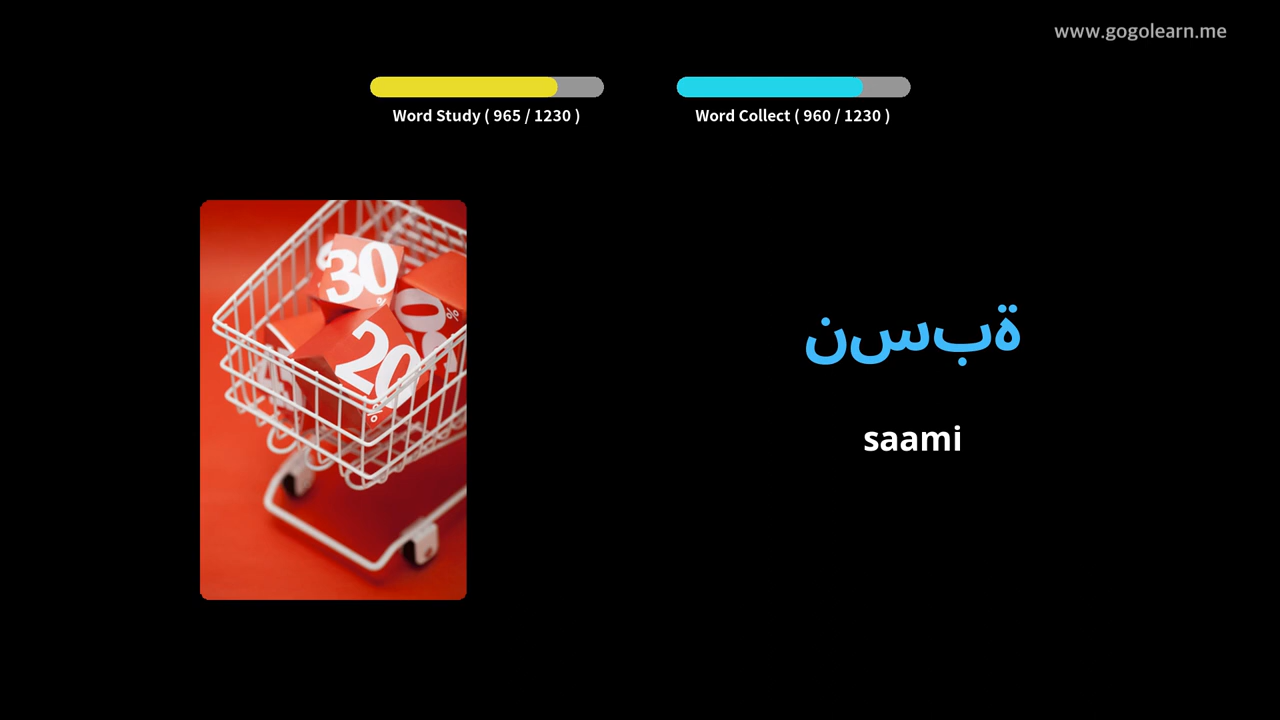 www.gogolearn.me
Word Study ( 965 / 1230 )
Word Collect ( 960 / 1230 )
30
%
20
%
نسبة
saami